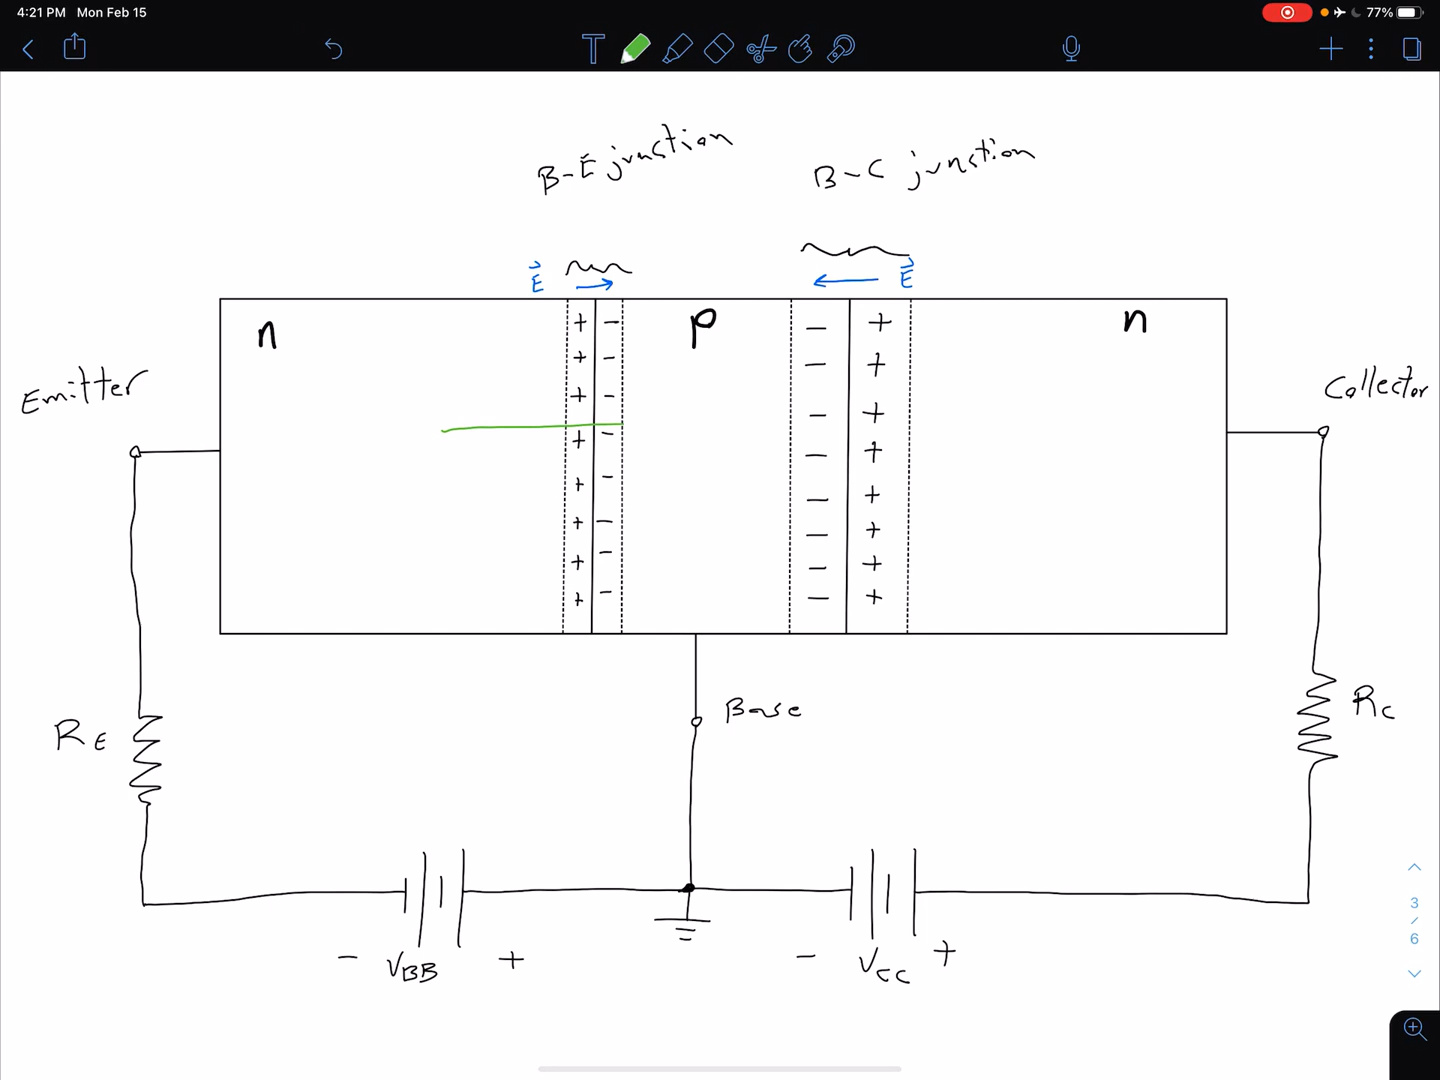 4:21 PM Mon Feb 15
77%
T
B-E junction
B-C junction
E
E
n
p
n
+ - - +
+ - - +
+ - - +
+ - - +
+ - - +
+ - - +
+ - - +
+ - - +
Emitter
Collector
Base
RE
RC
- VBB +
- VCC +
3
/
6